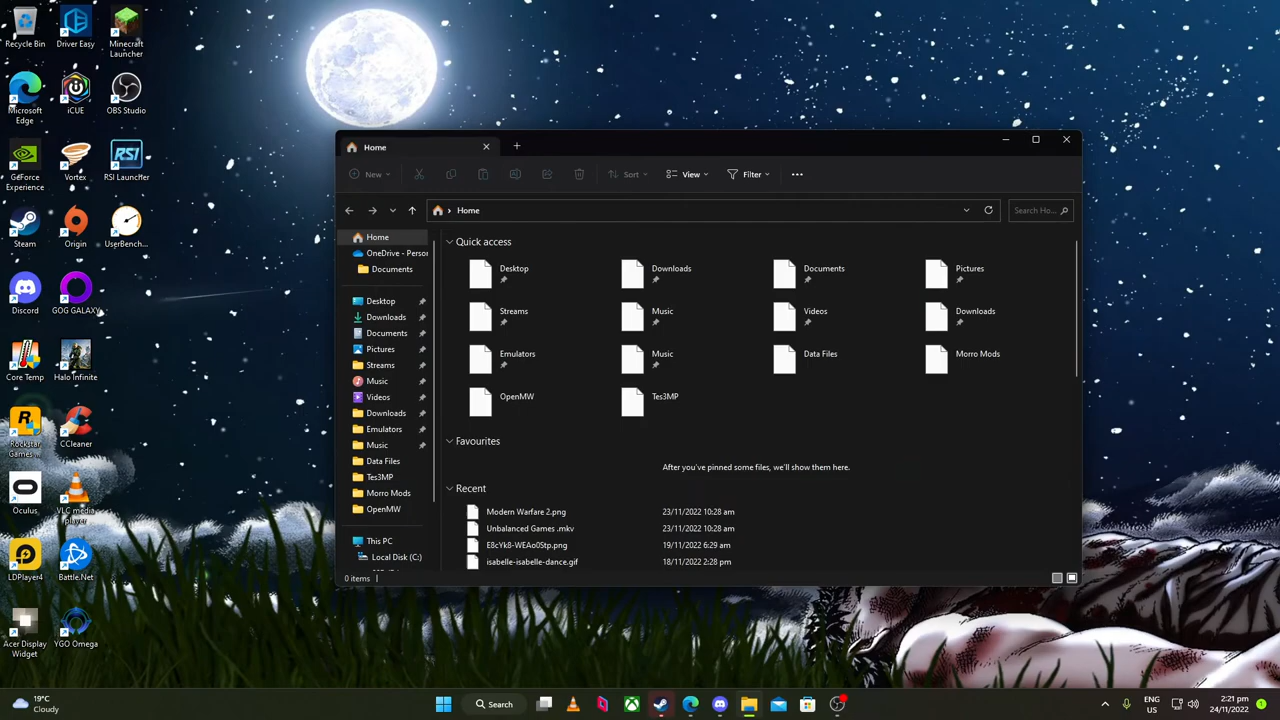 Recycle Bin
Driver Easy
Minecraft
Launcher
Microsoft
Edge
iCUE
OBS Studio
GeForce
Experience
Vortex
RSI Launcher
RSI
Steam
Origin
UserBench...
Discord
GOG GALAXY
Core Temp
Halo Infinite
Rockstar
Games ...
CCleaner
Oculus
VLC media
player
LDPlayer4
Battle.Net
Acer Display
Widget
YGO Omega
Home
New
Sort
View
Filter
Home
Search Ho...
Home
OneDrive - Person
Documents
Desktop
Downloads
Documents
Pictures
Streams
Music
Videos
Downloads
Emulators
Music
Data Files
Tes3MP
Morro Mods
OpenMW
This PC
Local Disk (C:)
Quick access
Desktop
Downloads
Documents
Pictures
Streams
Music
Videos
Downloads
Emulators
Music
Data Files
Morro Mods
OpenMW
Tes3MP
Favourites
After you've pinned some files, we'll show them here.
Recent
Modern Warfare 2.png 23/11/2022 10:28 am
Unbalanced Games .mkv 23/11/2022 10:28 am
E8cYk8-WEAo0Stp.png 19/11/2022 6:29 am
isabelle-isabelle-dance.gif 18/11/2022 2:28 pm
0 items
19°C
Cloudy
Search
ENG
US
2:21 pm
24/11/2022
1